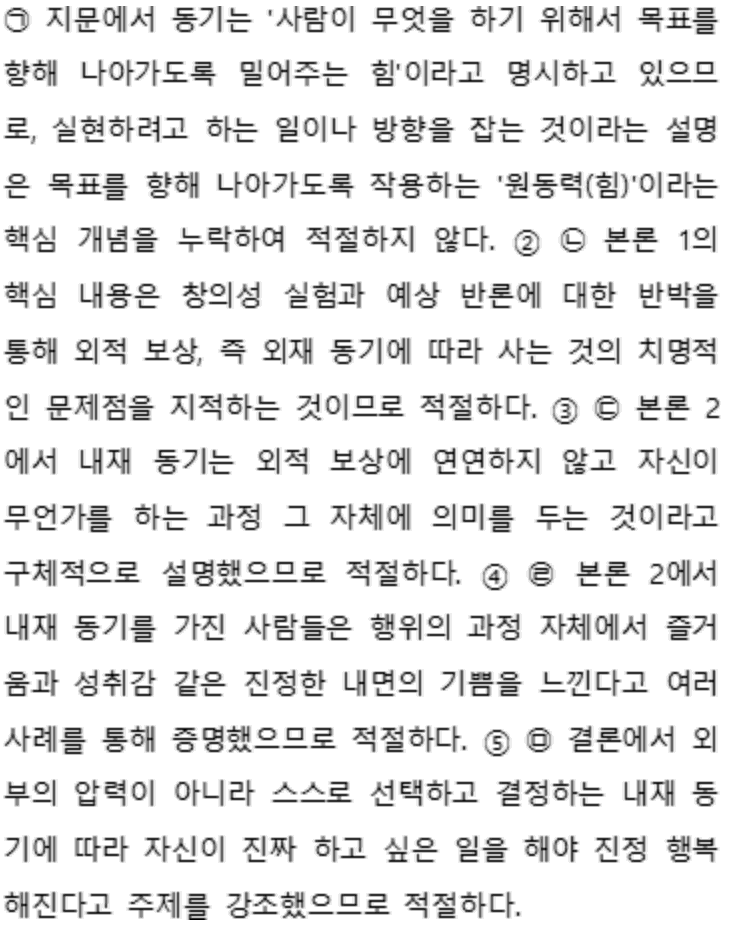 ㉠ 지문에서 동기는 '사람이 무엇을 하기 위해서 목표를
향해 나아가도록 밀어주는 힘'이라고 명시하고 있으므
로, 실현하려고 하는 일이나 방향을 잡는 것이라는 설명
은 목표를 향해 나아가도록 작용하는 '원동력(힘)'이라는
핵심 개념을 누락하여 적절하지 않다. ② ㉡ 본론 1의
핵심 내용은 창의성 실험과 예상 반론에 대한 반박을
통해 외적 보상, 즉 외재 동기에 따라 사는 것의 치명적
인 문제점을 지적하는 것이므로 적절하다. ③ ㉢ 본론 2
에서 내재 동기는 외적 보상에 연연하지 않고 자신이
무언가를 하는 과정 그 자체에 의미를 두는 것이라고
구체적으로 설명했으므로 적절하다. ④ ㉣ 본론 2에서
내재 동기를 가진 사람들은 행위의 과정 자체에서 즐거
움과 성취감 같은 진정한 내면의 기쁨을 느낀다고 여러
사례를 통해 증명했으므로 적절하다. ⑤ ㉤ 결론에서 외
부의 압력이 아니라 스스로 선택하고 결정하는 내재 동
기에 따라 자신이 진짜 하고 싶은 일을 해야 진정 행복
해진다고 주제를 강조했으므로 적절하다.